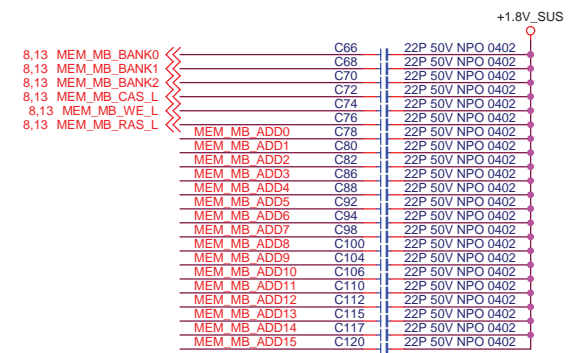 +1.8V_SUS
8,13 MEM_MB_BANK0 C66 22P 50V NPO 0402
8,13 MEM_MB_BANK1 C68 22P 50V NPO 0402
8,13 MEM_MB_BANK2 C70 22P 50V NPO 0402
8,13 MEM_MB_CAS_L C72 22P 50V NPO 0402
8,13 MEM_MB_WE_L C74 22P 50V NPO 0402
8,13 MEM_MB_RAS_L C76 22P 50V NPO 0402
MEM_MB_ADD0 C78 22P 50V NPO 0402
MEM_MB_ADD1 C80 22P 50V NPO 0402
MEM_MB_ADD2 C82 22P 50V NPO 0402
MEM_MB_ADD3 C86 22P 50V NPO 0402
MEM_MB_ADD4 C88 22P 50V NPO 0402
MEM_MB_ADD5 C92 22P 50V NPO 0402
MEM_MB_ADD6 C94 22P 50V NPO 0402
MEM_MB_ADD7 C98 22P 50V NPO 0402
MEM_MB_ADD8 C100 22P 50V NPO 0402
MEM_MB_ADD9 C104 22P 50V NPO 0402
MEM_MB_ADD10 C106 22P 50V NPO 0402
MEM_MB_ADD11 C110 22P 50V NPO 0402
MEM_MB_ADD12 C112 22P 50V NPO 0402
MEM_MB_ADD13 C115 22P 50V NPO 0402
MEM_MB_ADD14 C117 22P 50V NPO 0402
MEM_MB_ADD15 C120 22P 50V NPO 0402